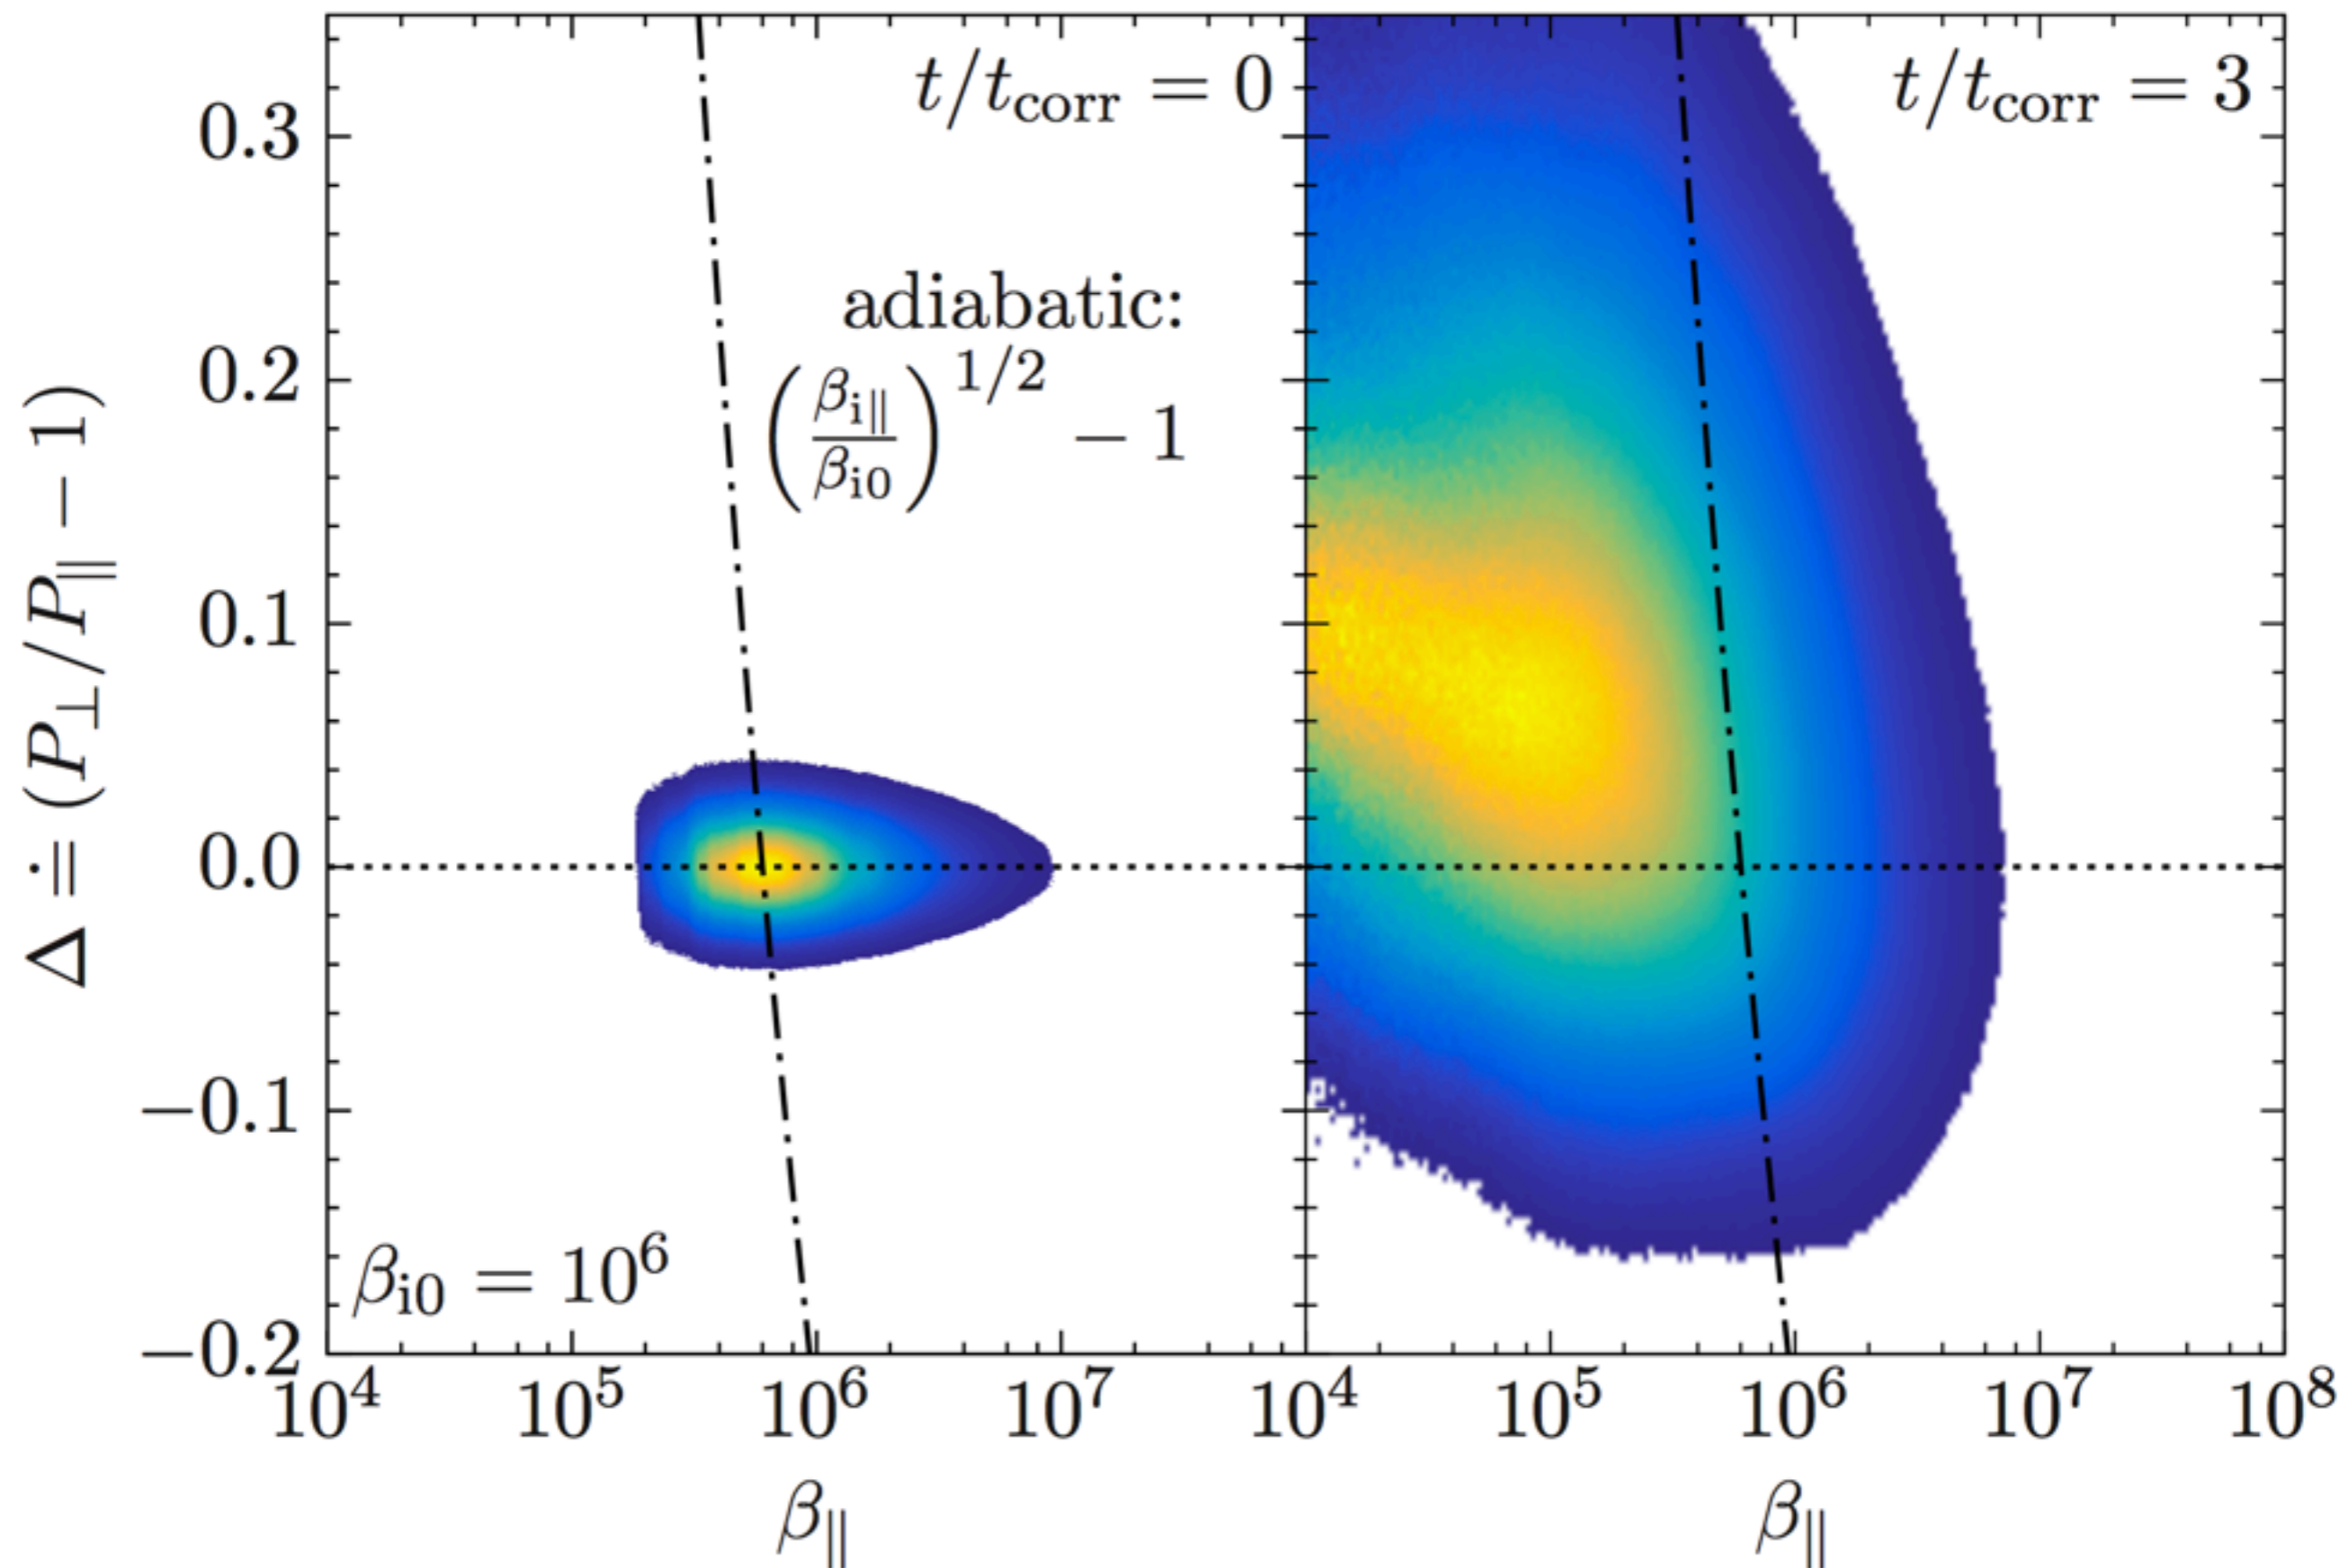 t/t_corr = 0
t/t_corr = 3
adiabatic:
(β_i∥/β_i0)^1/2 − 1
β_i0 = 10^6
Δ ≐ (P_⊥/P_∥ − 1)
0.3
0.2
0.1
0.0
−0.1
−0.2
10^4 10^5 10^6 10^7 10^4 10^5 10^6 10^7 10^8
β_∥ β_∥